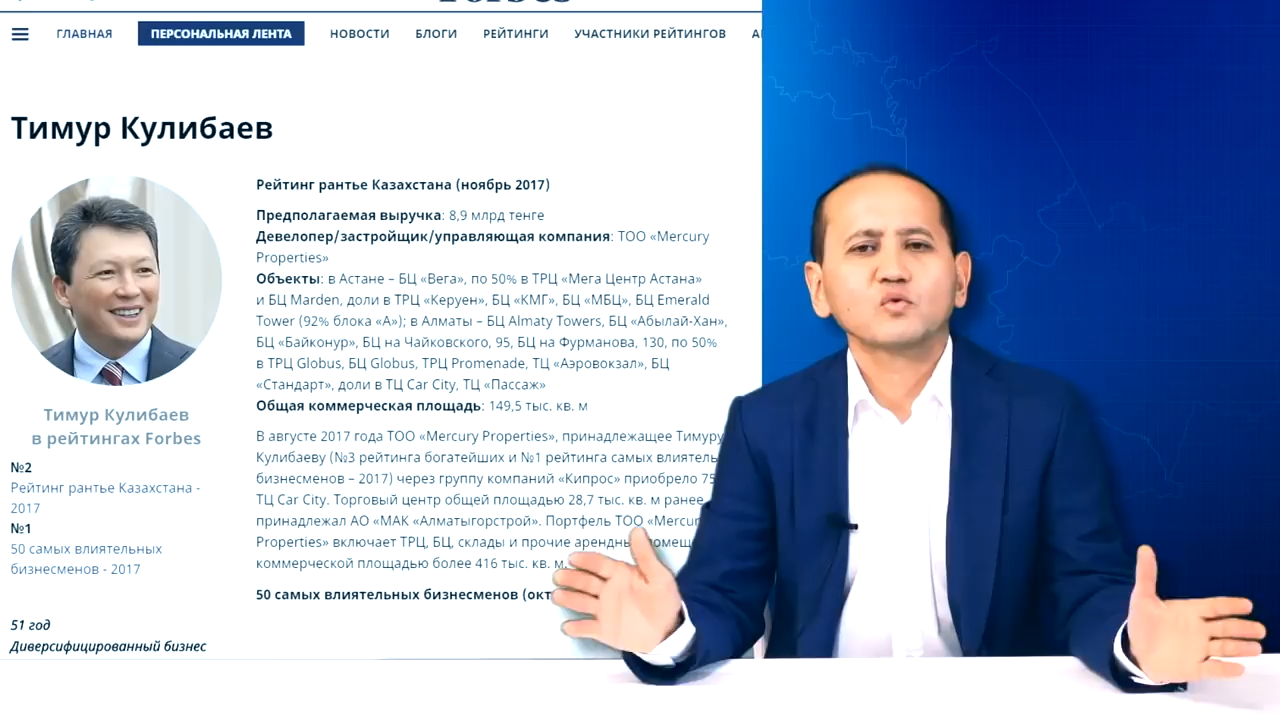 ГЛАВНАЯ ПЕРСОНАЛЬНАЯ ЛЕНТА НОВОСТИ БЛОГИ РЕЙТИНГИ УЧАСТНИКИ РЕЙТИНГОВ
Тимур Кулибаев
Рейтинг рантье Казахстана (ноябрь 2017)
Предполагаемая выручка: 8,9 млрд тенге
Девелопер/застройщик/управляющая компания: ТОО «Mercury
Properties»
Объекты: в Астане – БЦ «Вега», по 50% в ТРЦ «Мега Центр Астана»
и БЦ Marden, доли в ТРЦ «Керуен», БЦ «КМГ», БЦ «МБЦ», БЦ Emerald
Tower (92% блока «А»); в Алматы – БЦ Almaty Towers, БЦ «Абылай-Хан»,
БЦ «Байконур», БЦ на Чайковского, 95, БЦ на Фурманова, 130, по 50%
в ТРЦ Globus, БЦ Globus, ТРЦ Promenade, ТЦ «Аэровокзал», БЦ
«Стандарт», доли в ТЦ Car City, ТЦ «Пассаж»
Общая коммерческая площадь: 149,5 тыс. кв. м
В августе 2017 года ТОО «Mercury Properties», принадлежащее Тимуру
Кулибаеву (№3 рейтинга богатейших и №1 рейтинга самых влиятель
бизнесменов – 2017) через группу компаний «Кипрос» приобрело 75
ТЦ Car City. Торговый центр общей площадью 28,7 тыс. кв. м ранее
принадлежал АО «МАК «Алматыгорстрой». Портфель ТОО «Mercur
Properties» включает ТРЦ, БЦ, склады и прочие арендн помещ
коммерческой площадью более 416 тыс. кв. м.
50 самых влиятельных бизнесменов (окт
Тимур Кулибаев
в рейтингах Forbes
№2
Рейтинг рантье Казахстана -
2017
№1
50 самых влиятельных
бизнесменов - 2017
51 год
Диверсифицированный бизнес